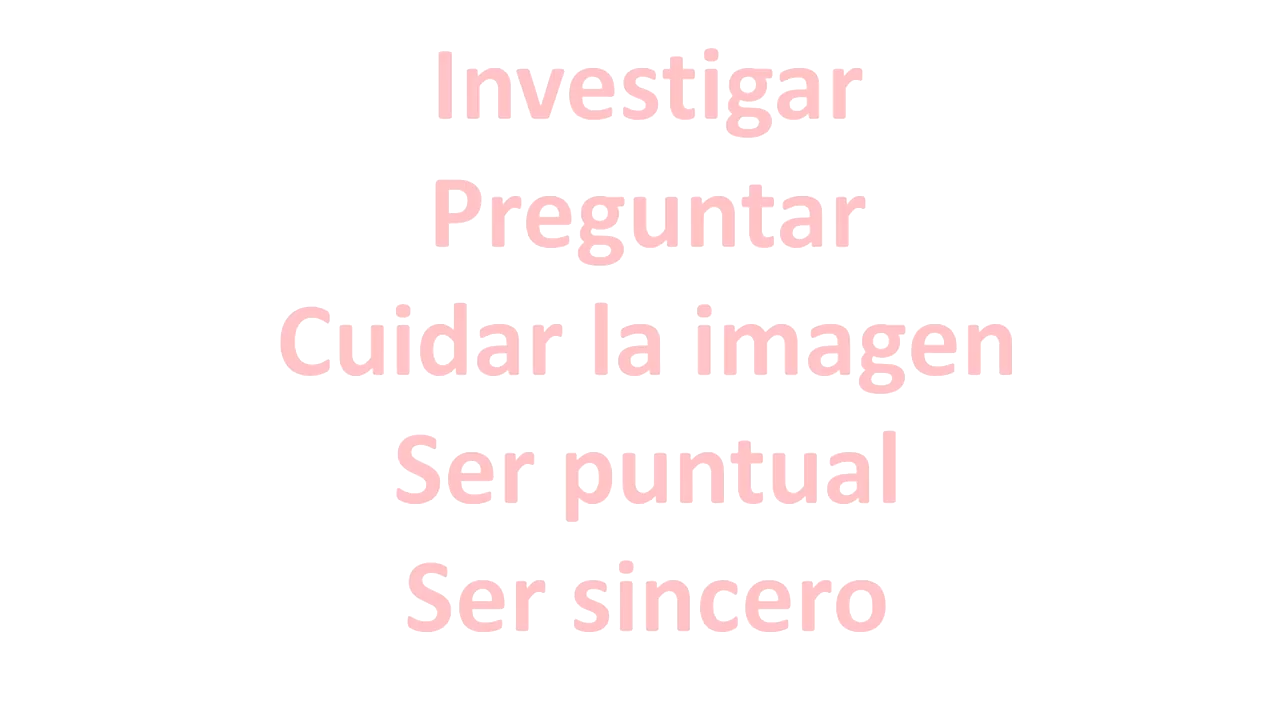 Investigar
Preguntar
Cuidar la imagen
Ser puntual
Ser sincero